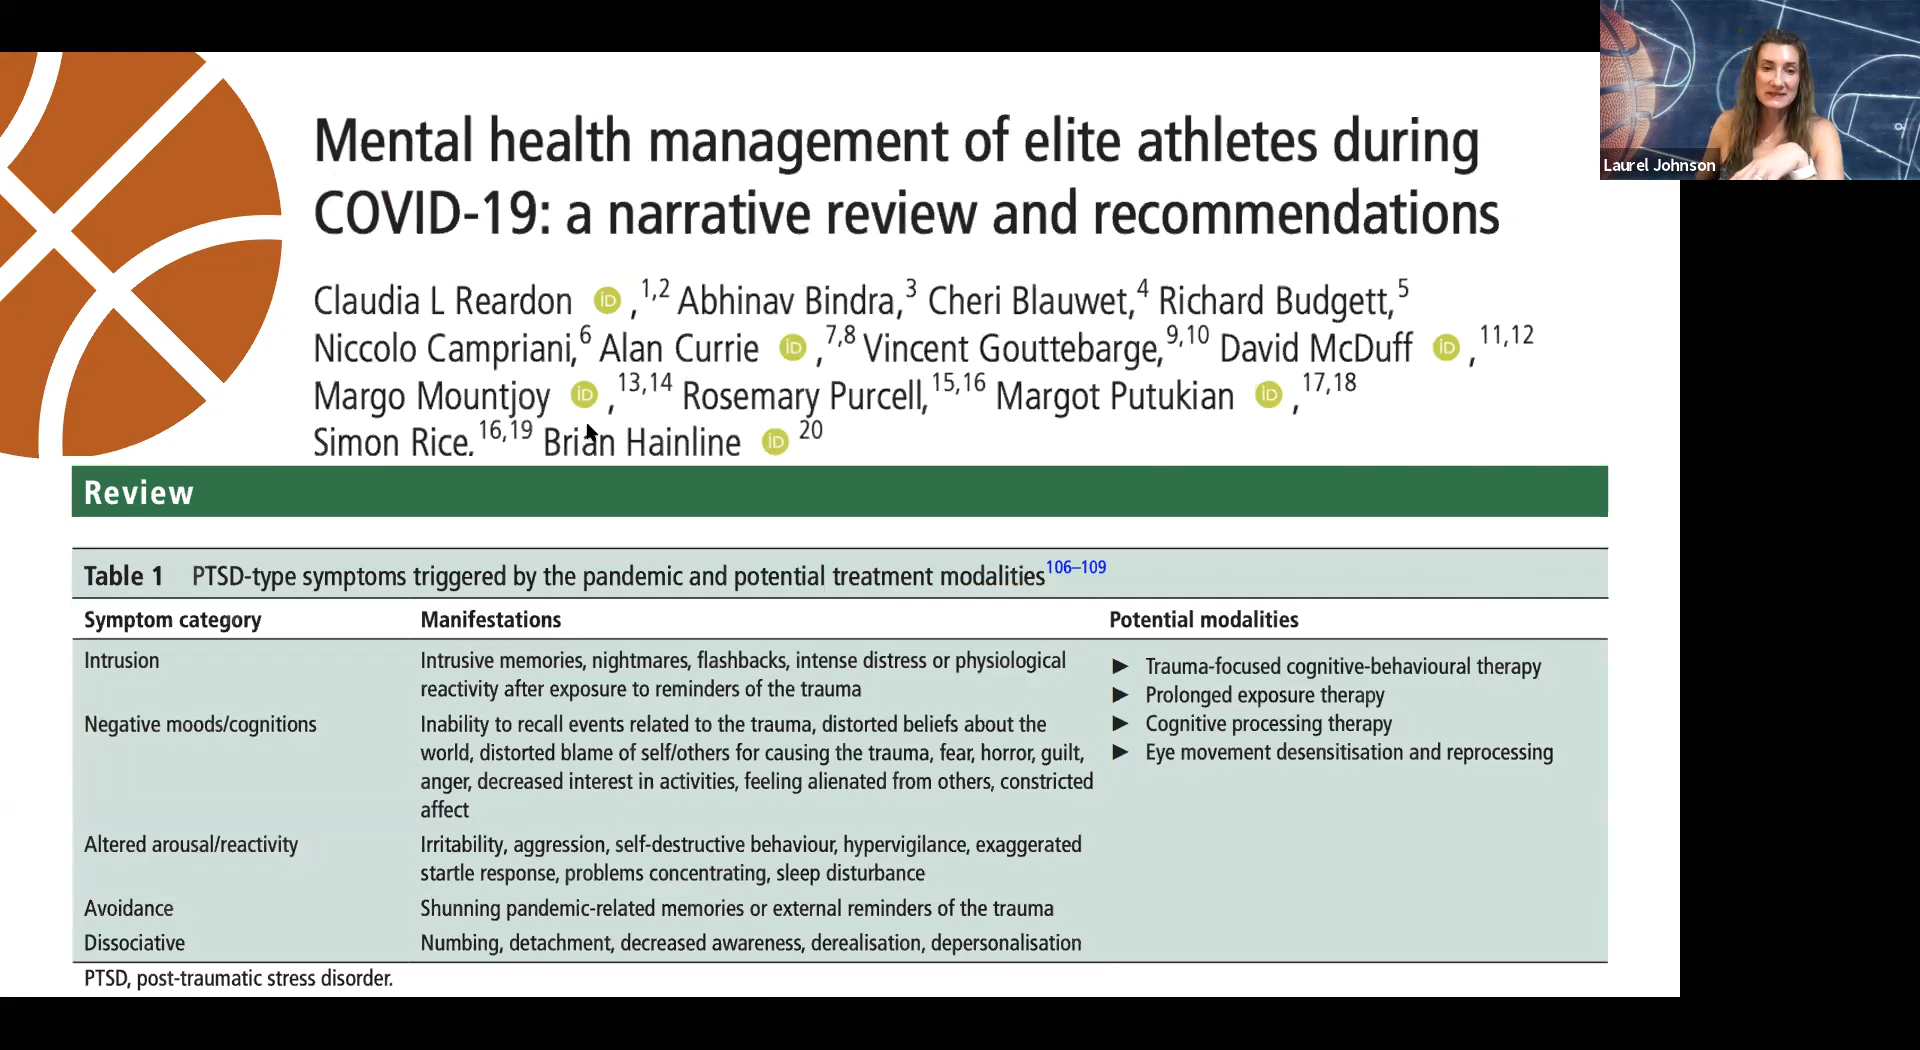 Mental health management of elite athletes during
COVID-19: a narrative review and recommendations
Claudia L Reardon iD ,1,2 Abhinav Bindra,3 Cheri Blauwet,4 Richard Budgett,5
Niccolo Campriani,6 Alan Currie iD ,7,8 Vincent Gouttebarge,9,10 David McDuff iD ,11,12
Margo Mountjoy iD ,13,14 Rosemary Purcell,15,16 Margot Putukian iD ,17,18
Simon Rice,16,19 Brian Hainline iD 20
Laurel Johnson
Review
Table 1 PTSD-type symptoms triggered by the pandemic and potential treatment modalities106–109
Symptom category Manifestations Potential modalities
Intrusion Intrusive memories, nightmares, flashbacks, intense distress or physiological
reactivity after exposure to reminders of the trauma
Negative moods/cognitions Inability to recall events related to the trauma, distorted beliefs about the
world, distorted blame of self/others for causing the trauma, fear, horror, guilt,
anger, decreased interest in activities, feeling alienated from others, constricted
affect
Altered arousal/reactivity Irritability, aggression, self-destructive behaviour, hypervigilance, exaggerated
startle response, problems concentrating, sleep disturbance
Avoidance Shunning pandemic-related memories or external reminders of the trauma
Dissociative Numbing, detachment, decreased awareness, derealisation, depersonalisation
► Trauma-focused cognitive-behavioural therapy
► Prolonged exposure therapy
► Cognitive processing therapy
► Eye movement desensitisation and reprocessing
PTSD, post-traumatic stress disorder.